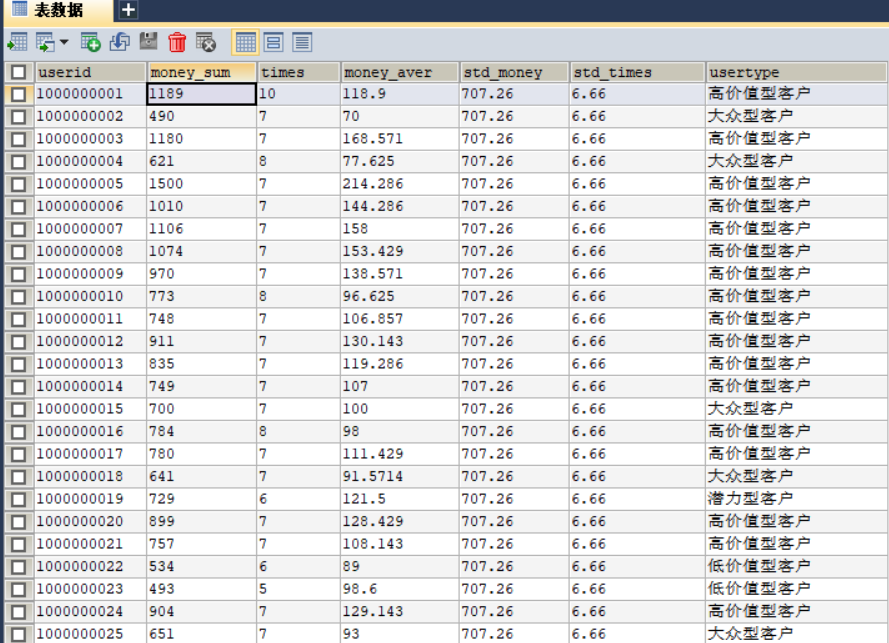 表数据
userid money_sum times money_aver std_money std_times usertype
1000000001 1189 10 118.9 707.26 6.66 高价值型客户
1000000002 490 7 70 707.26 6.66 大众型客户
1000000003 1180 7 168.571 707.26 6.66 高价值型客户
1000000004 621 8 77.625 707.26 6.66 大众型客户
1000000005 1500 7 214.286 707.26 6.66 高价值型客户
1000000006 1010 7 144.286 707.26 6.66 高价值型客户
1000000007 1106 7 158 707.26 6.66 高价值型客户
1000000008 1074 7 153.429 707.26 6.66 高价值型客户
1000000009 970 7 138.571 707.26 6.66 高价值型客户
1000000010 773 8 96.625 707.26 6.66 高价值型客户
1000000011 748 7 106.857 707.26 6.66 高价值型客户
1000000012 911 7 130.143 707.26 6.66 高价值型客户
1000000013 835 7 119.286 707.26 6.66 高价值型客户
1000000014 749 7 107 707.26 6.66 高价值型客户
1000000015 700 7 100 707.26 6.66 大众型客户
1000000016 784 8 98 707.26 6.66 高价值型客户
1000000017 780 7 111.429 707.26 6.66 高价值型客户
1000000018 641 7 91.5714 707.26 6.66 大众型客户
1000000019 729 6 121.5 707.26 6.66 潜力型客户
1000000020 899 7 128.429 707.26 6.66 高价值型客户
1000000021 757 7 108.143 707.26 6.66 高价值型客户
1000000022 534 6 89 707.26 6.66 低价值型客户
1000000023 493 5 98.6 707.26 6.66 低价值型客户
1000000024 904 7 129.143 707.26 6.66 高价值型客户
1000000025 651 7 93 707.26 6.66 大众型客户